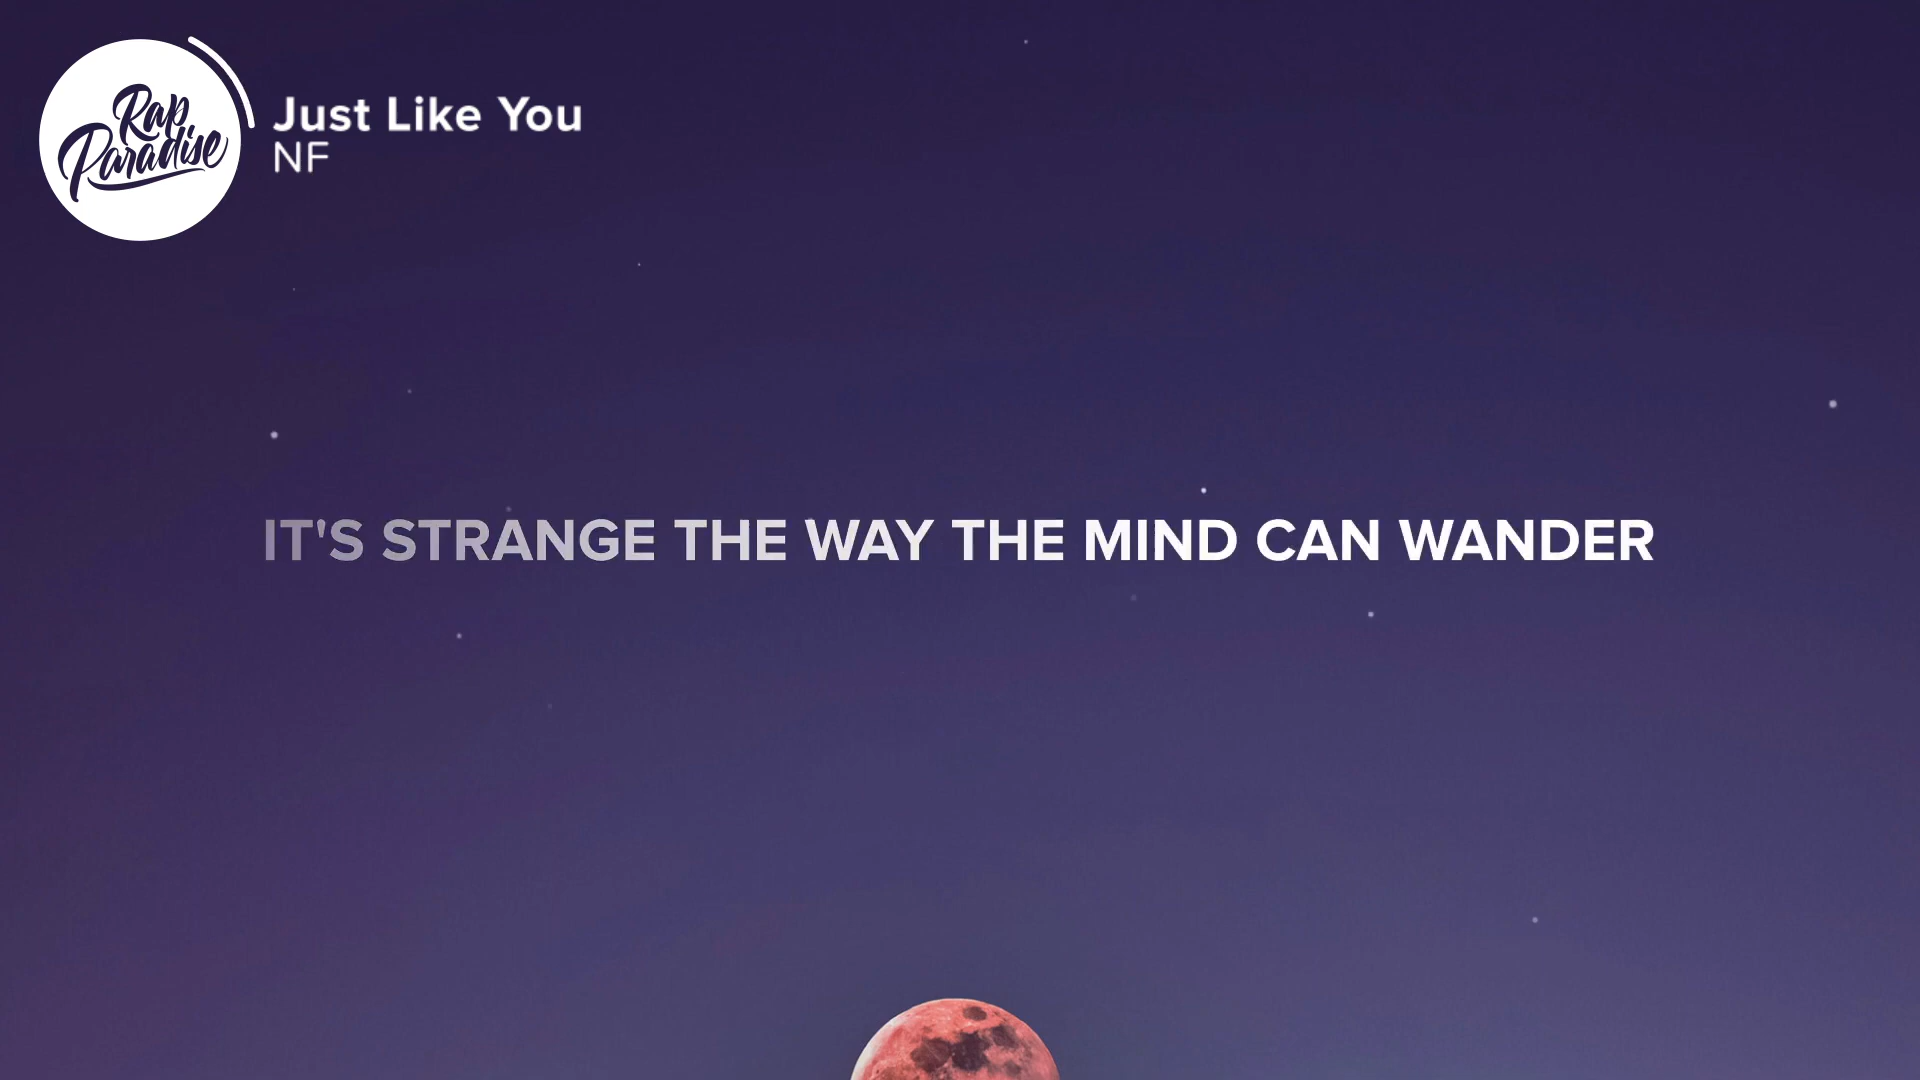 Rap
Paradise
Just Like You
NF
IT'S STRANGE THE WAY THE MIND CAN WANDER